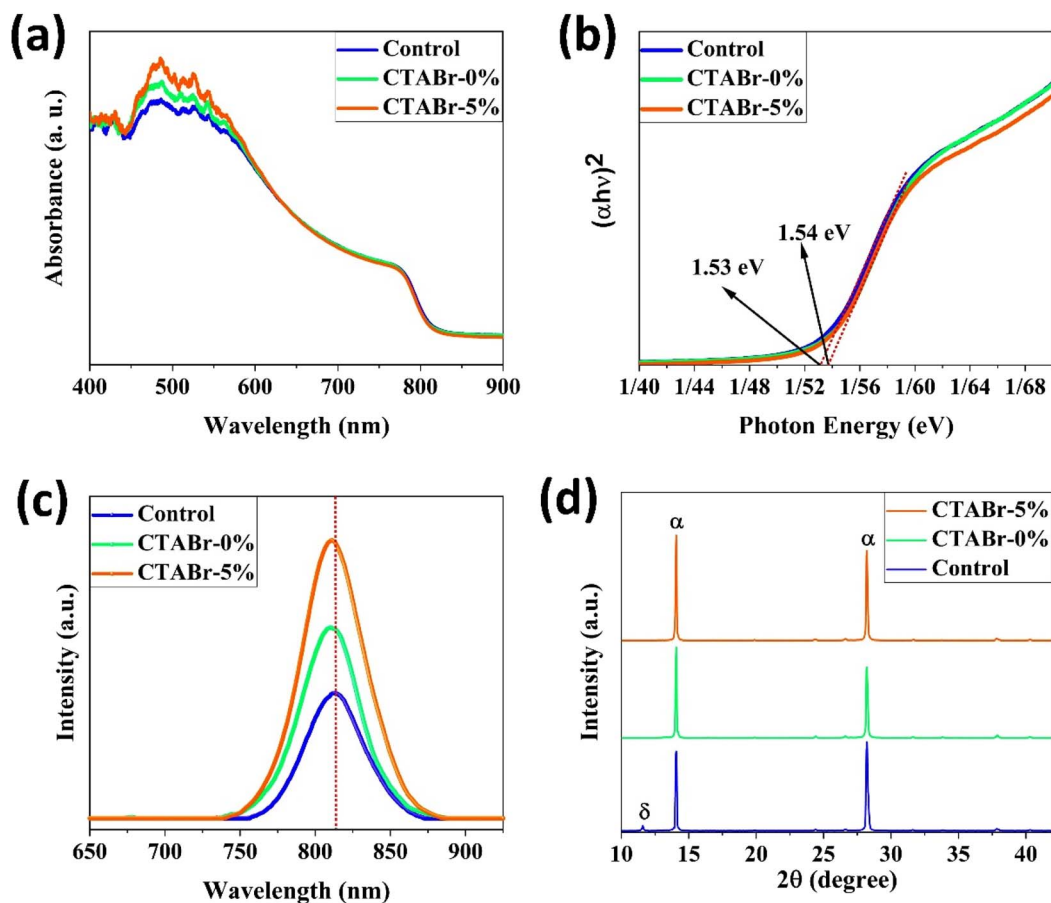 (a)
Control
CTABr-0%
CTABr-5%
Absorbance (a. u.)
400 500 600 700 800 900
Wavelength (nm)
(b)
Control
CTABr-0%
CTABr-5%
(αhν)²
1.54 eV
1.53 eV
1/40 1/44 1/48 1/52 1/56 1/60 1/64 1/68
Photon Energy (eV)
(c)
Control
CTABr-0%
CTABr-5%
Intensity (a.u.)
650 700 750 800 850 900
Wavelength (nm)
(d)
CTABr-5%
CTABr-0%
Control
α
α
δ
Intensity (a.u.)
10 15 20 25 30 35 40
2θ (degree)